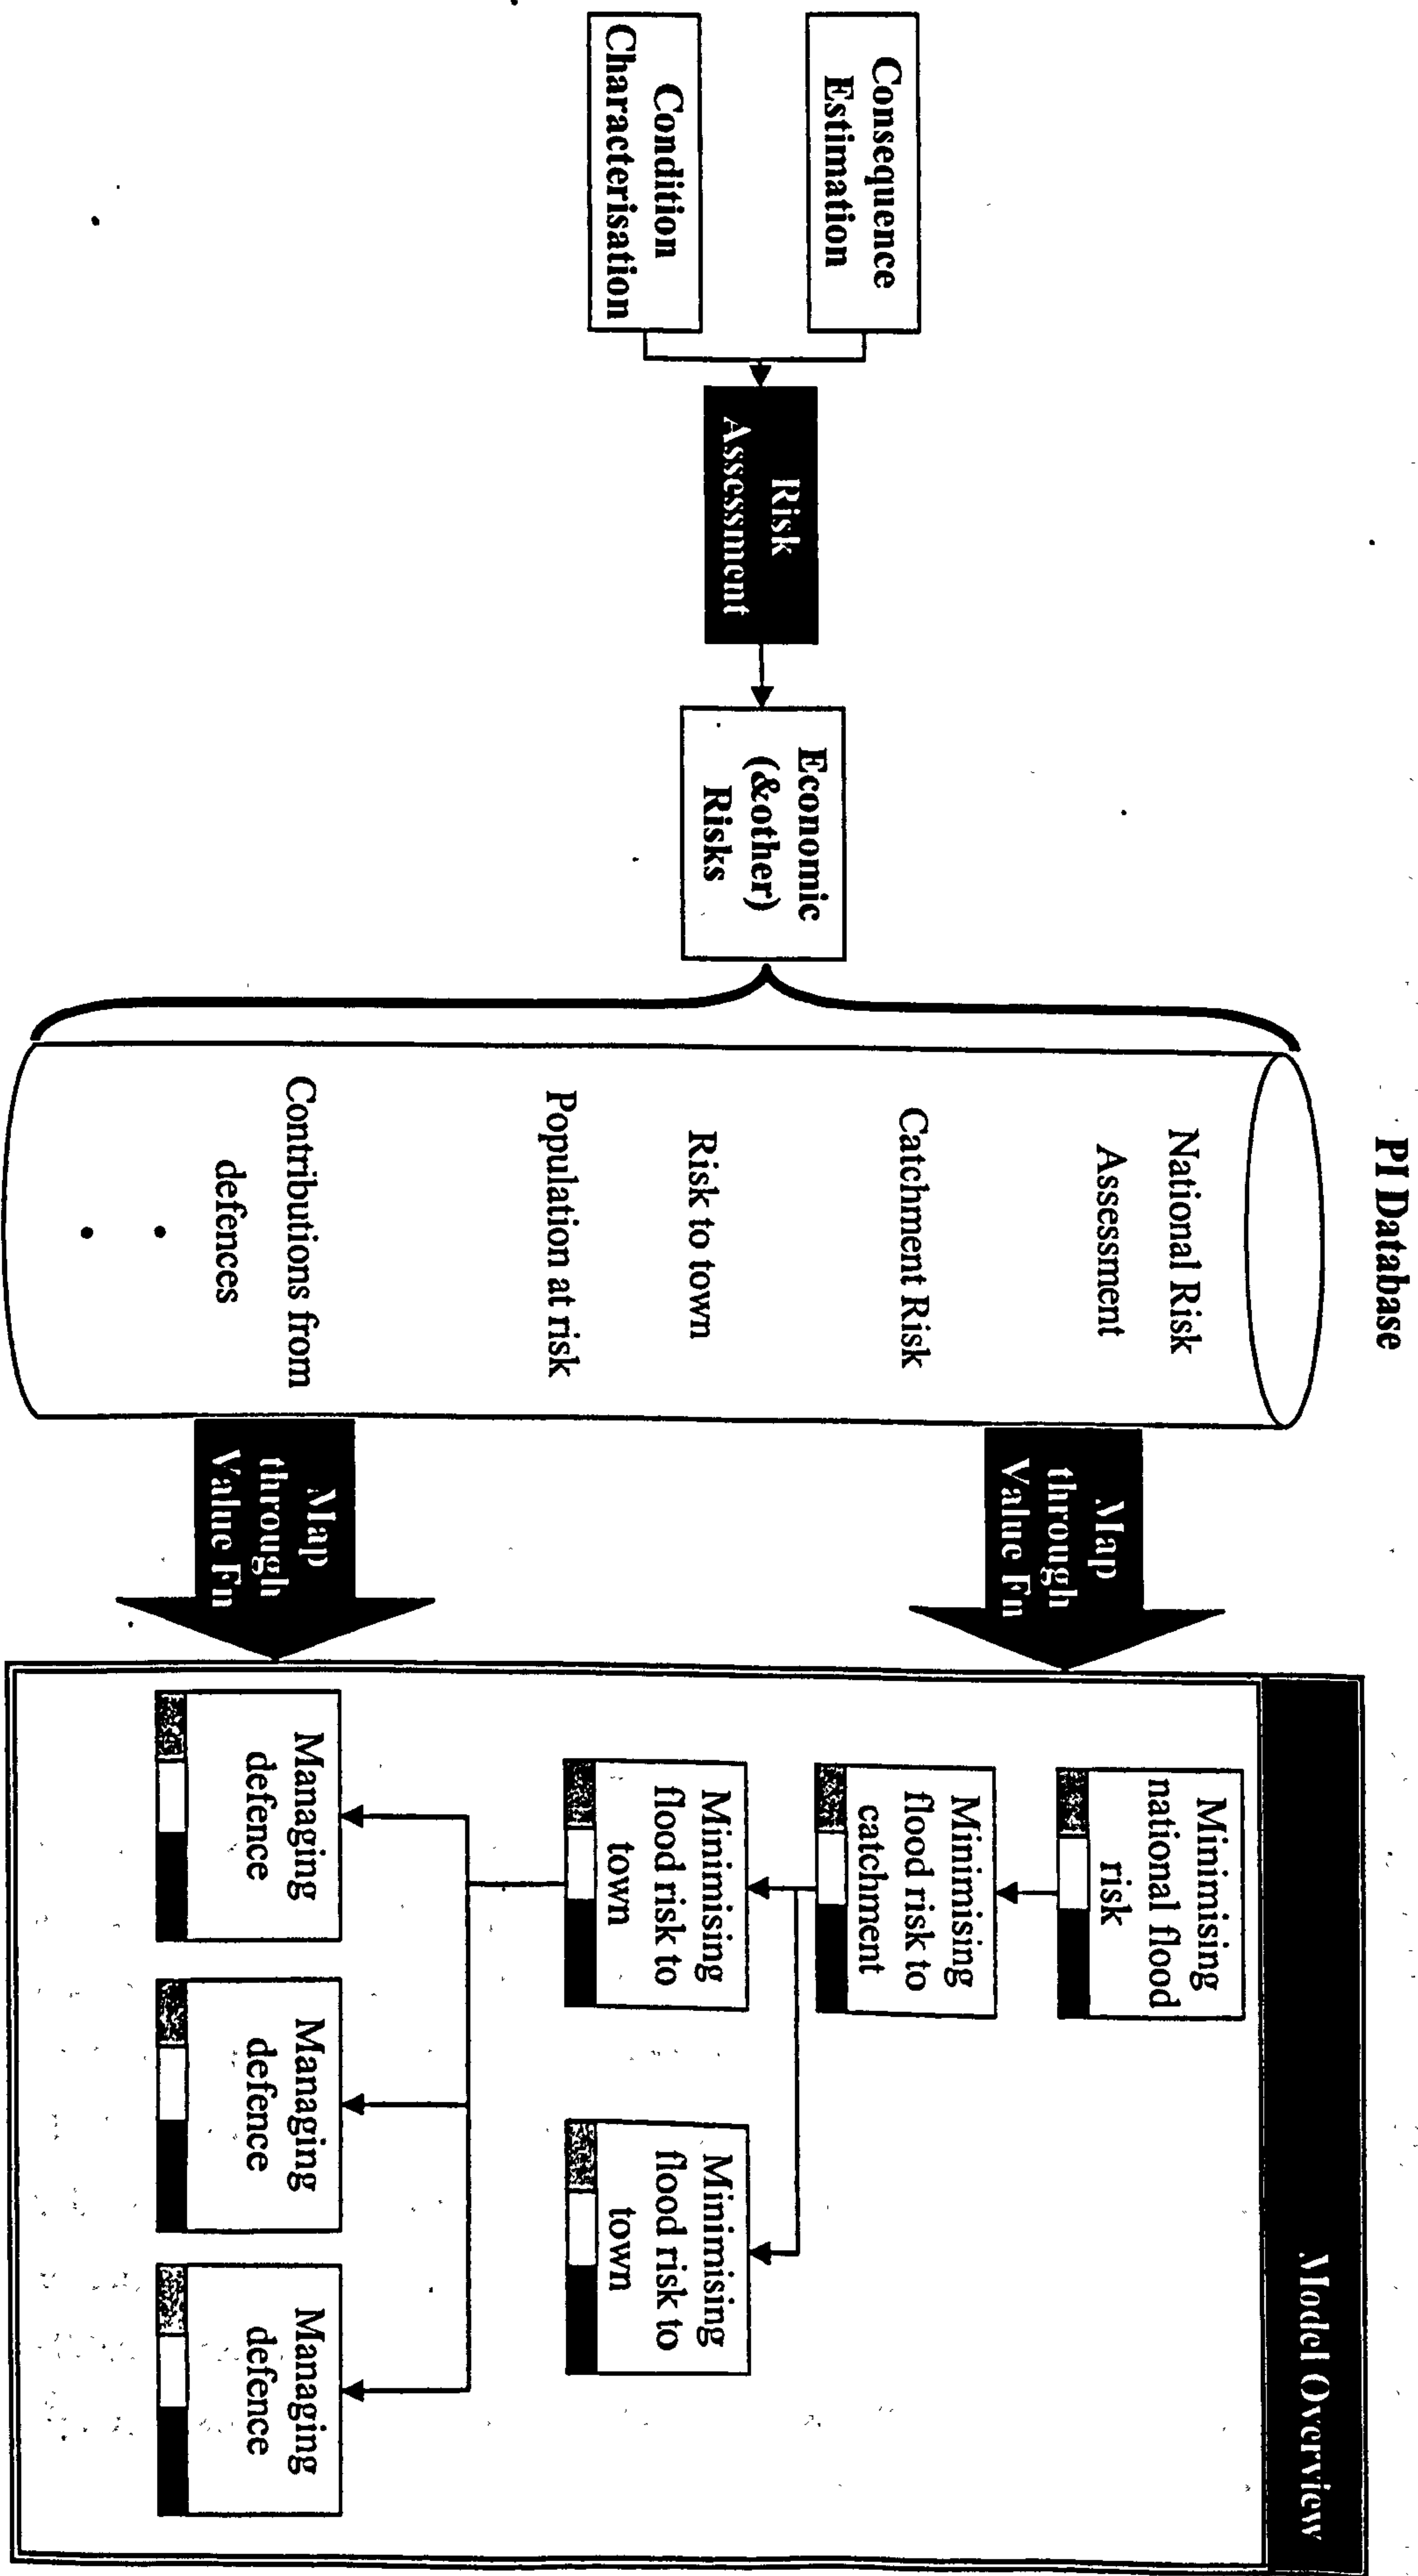 Consequence
Estimation
Condition
Characterisation
Risk
Assessment
Economic
(&other)
Risks
PI Database
National Risk
Assessment
Catchment Risk
Risk to town
Population at risk
Contributions from
defences
Map
through
Value Fn
Map
through
Value Fn
Model Overview
Minimising
national flood
risk
Minimising
flood risk to
catchment
Minimising
flood risk to
town
Minimising
flood risk to
town
Managing
defence
Managing
defence
Managing
defence